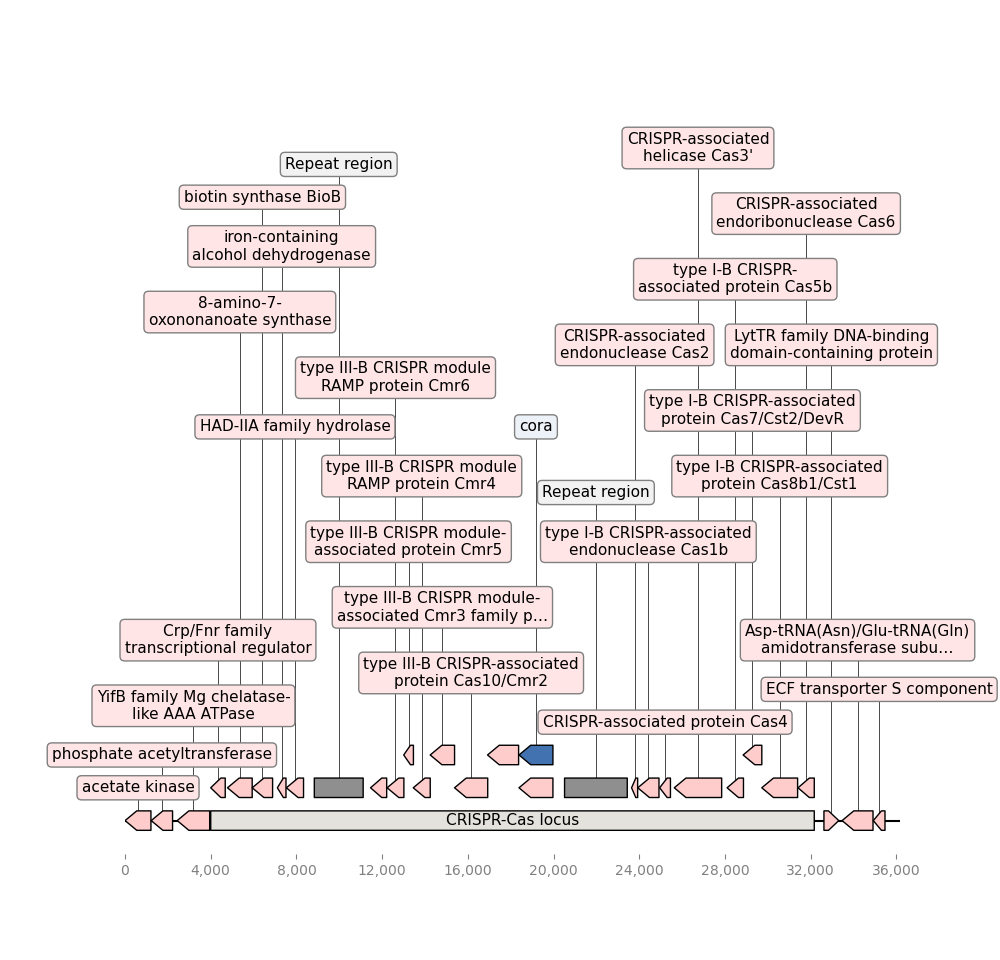 CRISPR-associated
helicase Cas3'
Repeat region
biotin synthase BioB
CRISPR-associated
endoribonuclease Cas6
iron-containing
alcohol dehydrogenase
type I-B CRISPR-
associated protein Cas5b
8-amino-7-
oxononanoate synthase
CRISPR-associated
endonuclease Cas2
LytTR family DNA-binding
domain-containing protein
type III-B CRISPR module
RAMP protein Cmr6
type I-B CRISPR-associated
protein Cas7/Cst2/DevR
HAD-IIA family hydrolase
cora
type III-B CRISPR module
RAMP protein Cmr4
type I-B CRISPR-associated
protein Cas8b1/Cst1
Repeat region
type III-B CRISPR module-
associated protein Cmr5
type I-B CRISPR-associated
endonuclease Cas1b
type III-B CRISPR module-
associated Cmr3 family p...
Crp/Fnr family
transcriptional regulator
Asp-tRNA(Asn)/Glu-tRNA(Gln)
amidotransferase subu...
type III-B CRISPR-associated
protein Cas10/Cmr2
ECF transporter S component
YifB family Mg chelatase-
like AAA ATPase
CRISPR-associated protein Cas4
phosphate acetyltransferase
acetate kinase
CRISPR-Cas locus
0 4,000 8,000 12,000 16,000 20,000 24,000 28,000 32,000 36,000